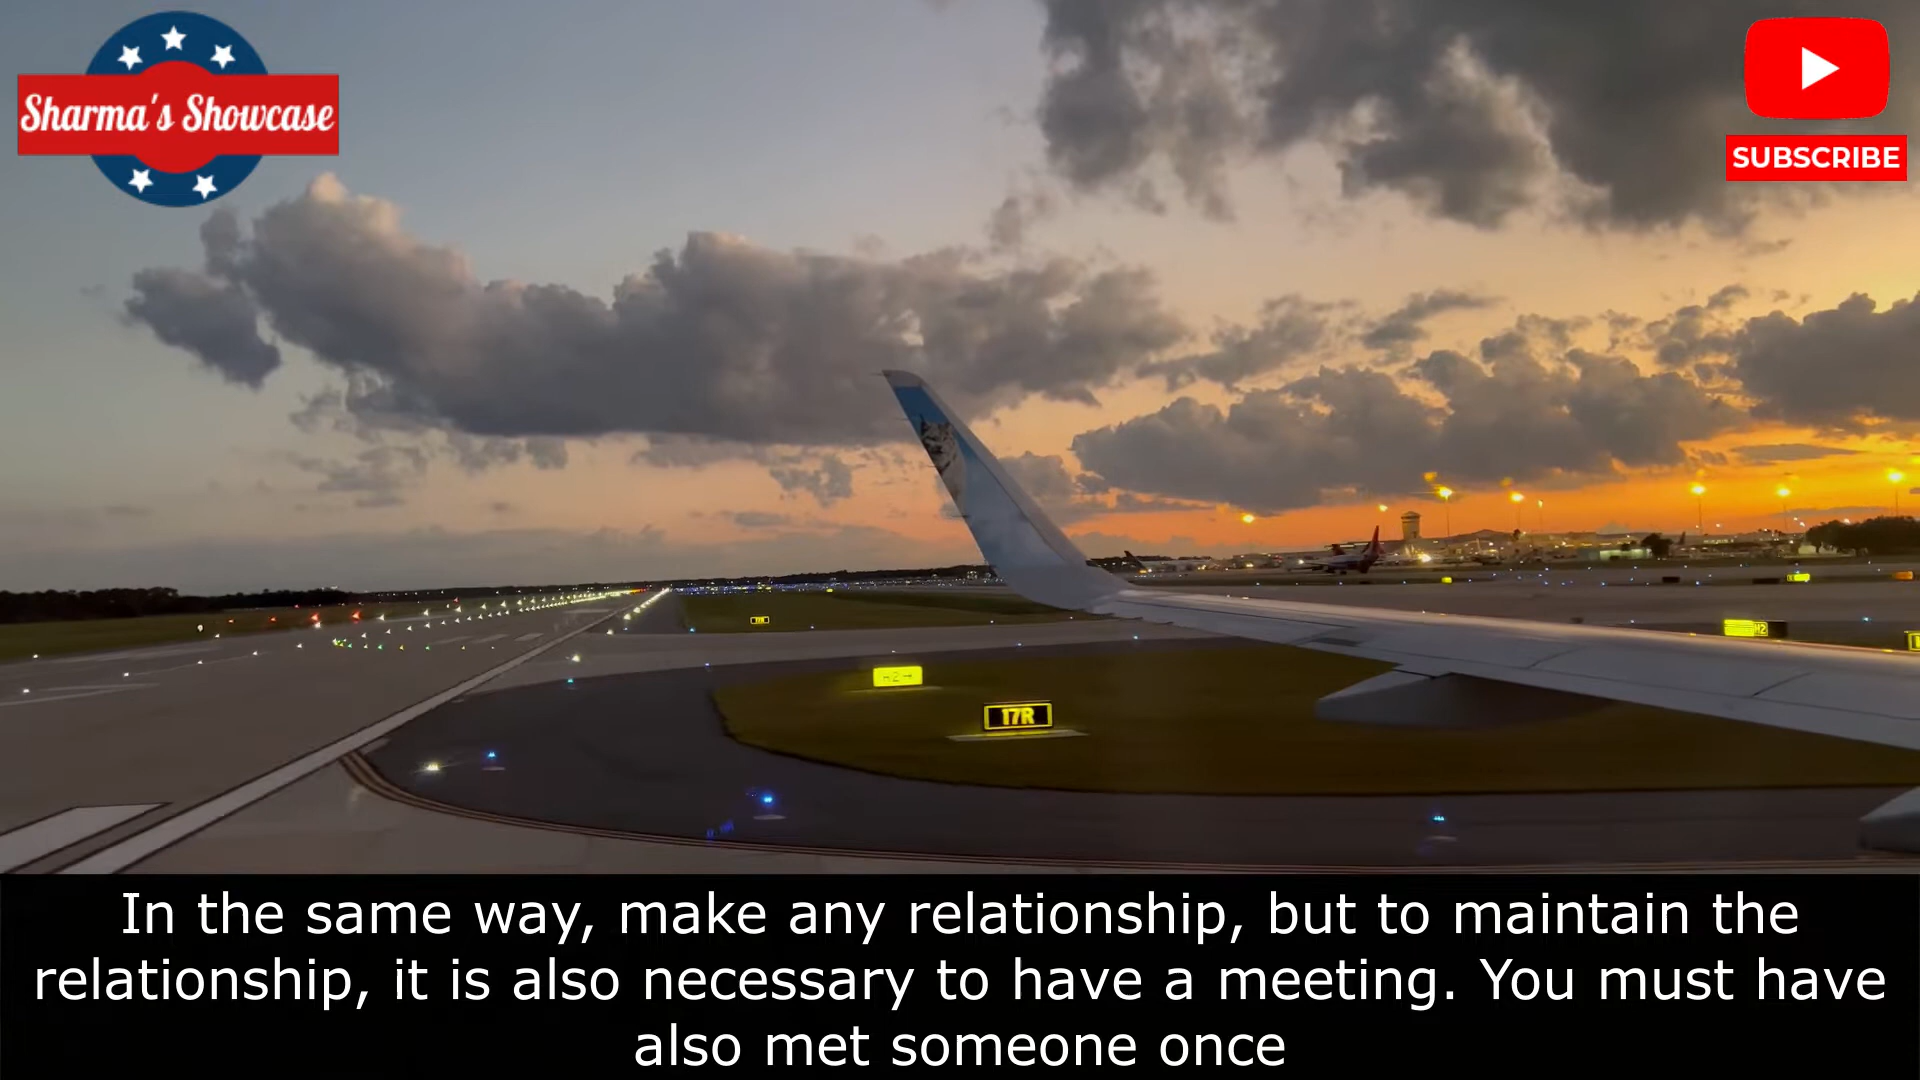 Sharma's Showcase
SUBSCRIBE
H2
17R
In the same way, make any relationship, but to maintain the
relationship, it is also necessary to have a meeting. You must have
also met someone once